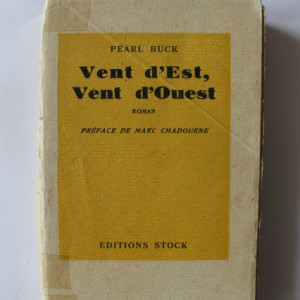 PEARL BUCK
Vent d'Est,
Vent d'Ouest
ROMAN
PRÉFACE DE MARC CHADOURNE
EDITIONS STOCK